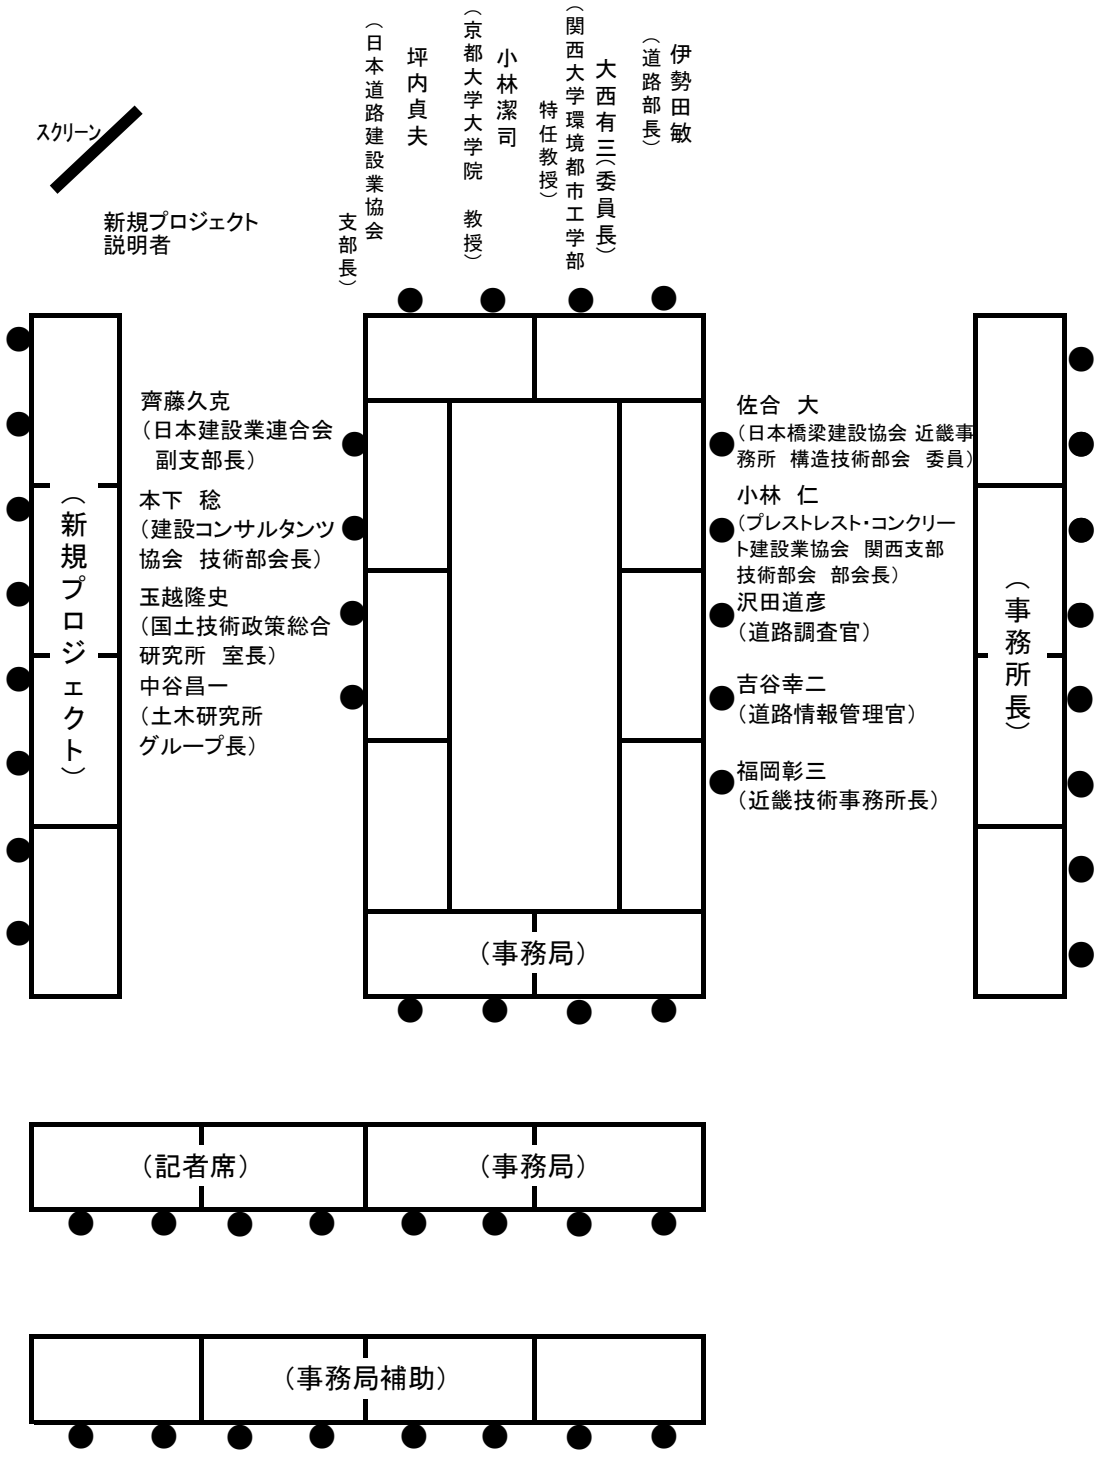 スクリーン
新規プロジェクト
説明者
（日本道路建設業協会
支部長）
坪内貞夫
（京都大学大学院　教授）
小林潔司
（関西大学環境都市工学部
特任教授）
大西有三（委員長）
（道路部長）
伊勢田敏
齊藤久克
（日本建設業連合会
副支部長）
本下　稔
（建設コンサルタンツ
協会　技術部会長）
玉越隆史
（国土技術政策総合
研究所　室長）
中谷昌一
（土木研究所
グループ長）
（新規プロジェクト）
佐合　大
（日本橋梁建設協会 近畿事
務所　構造技術部会　委員）
小林　仁
（プレストレスト・コンクリー
ト建設業協会　関西支部
技術部会　部会長）
沢田道彦
（道路調査官）
吉谷幸二
（道路情報管理官）
福岡彰三
（近畿技術事務所長）
（事務所長）
（事務局）
（記者席）
（事務局）
（事務局補助）